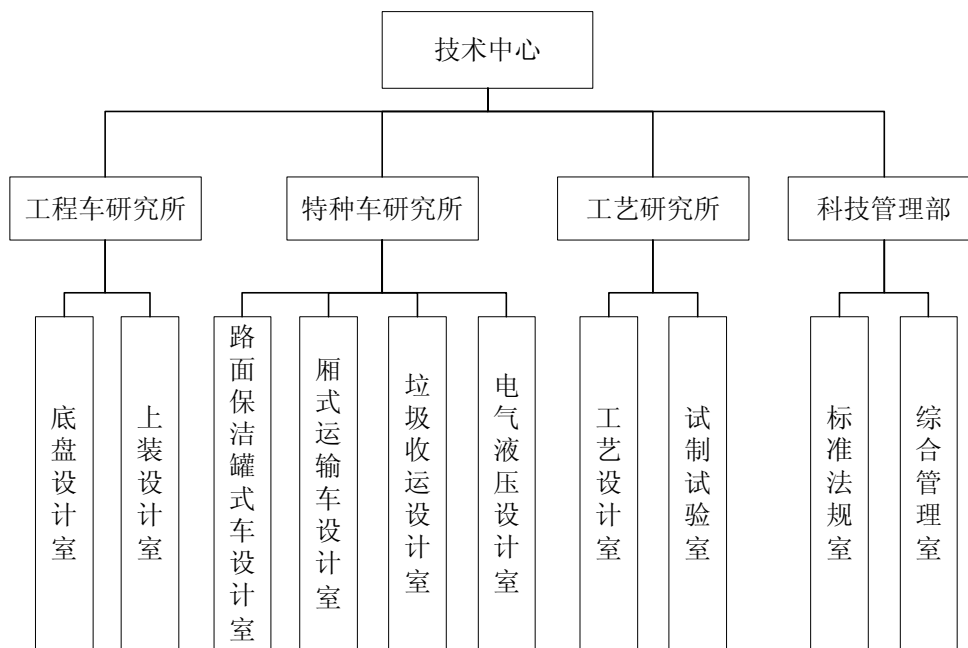 技术中心
工程车研究所
特种车研究所
工艺研究所
科技管理部
底盘设计室
上装设计室
路面保洁罐式车设计室
厢式运输车设计室
垃圾收运设计室
电气液压设计室
工艺设计室
试制试验室
标准法规室
综合管理室